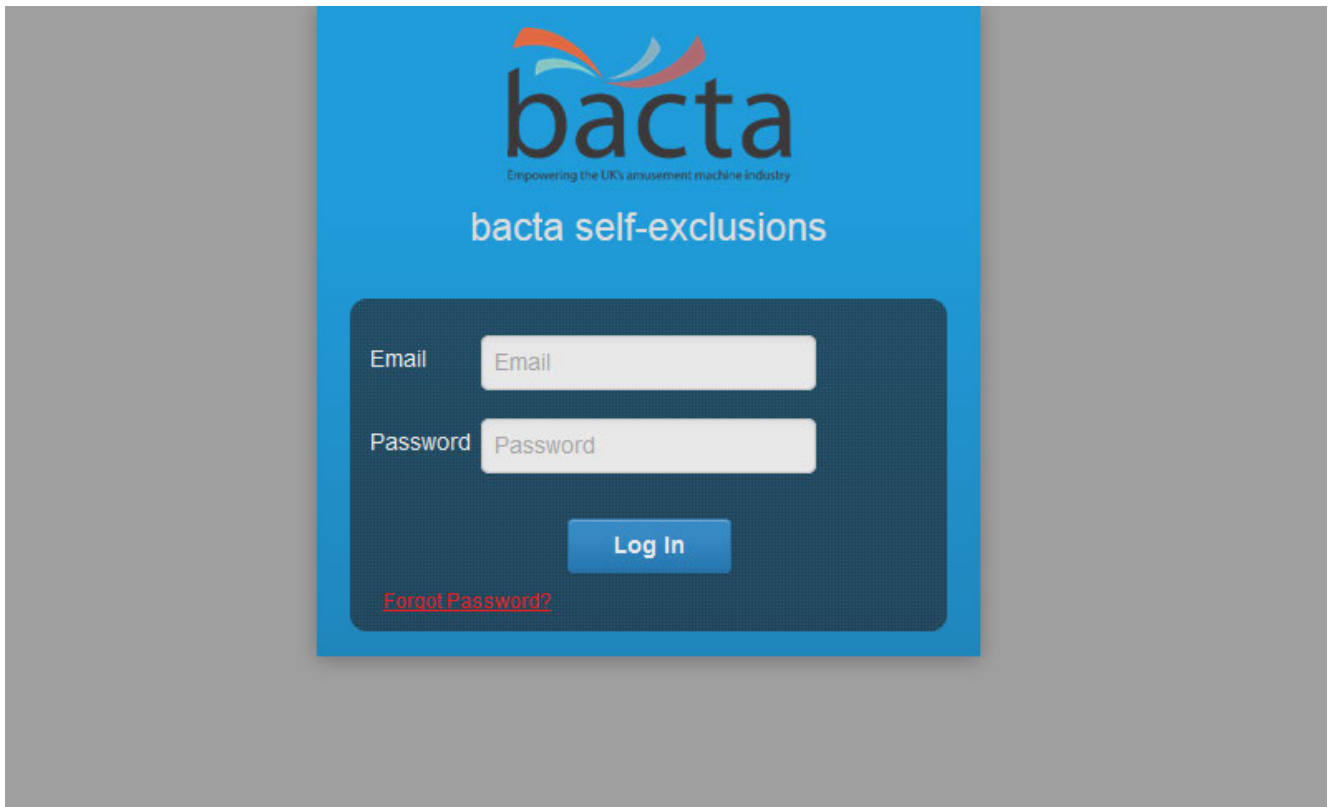 bacta
Empowering the UK's amusement machine industry
bacta self-exclusions
Email Email
Password Password
Log In
Forgot Password?